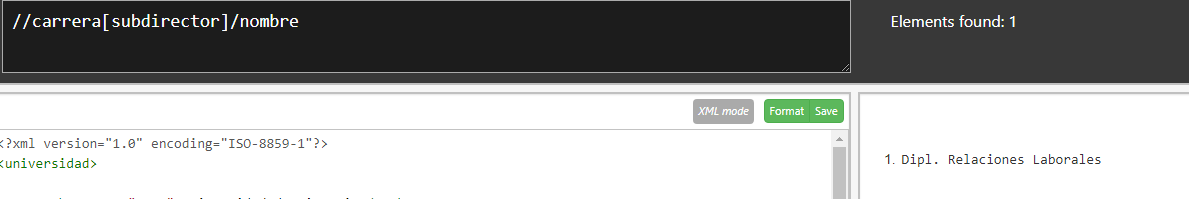 //carrera[subdirector]/nombre
Elements found: 1
XML mode
Format
Save
<?xml version="1.0" encoding="ISO-8859-1"?>
<universidad>
1. Dipl. Relaciones Laborales